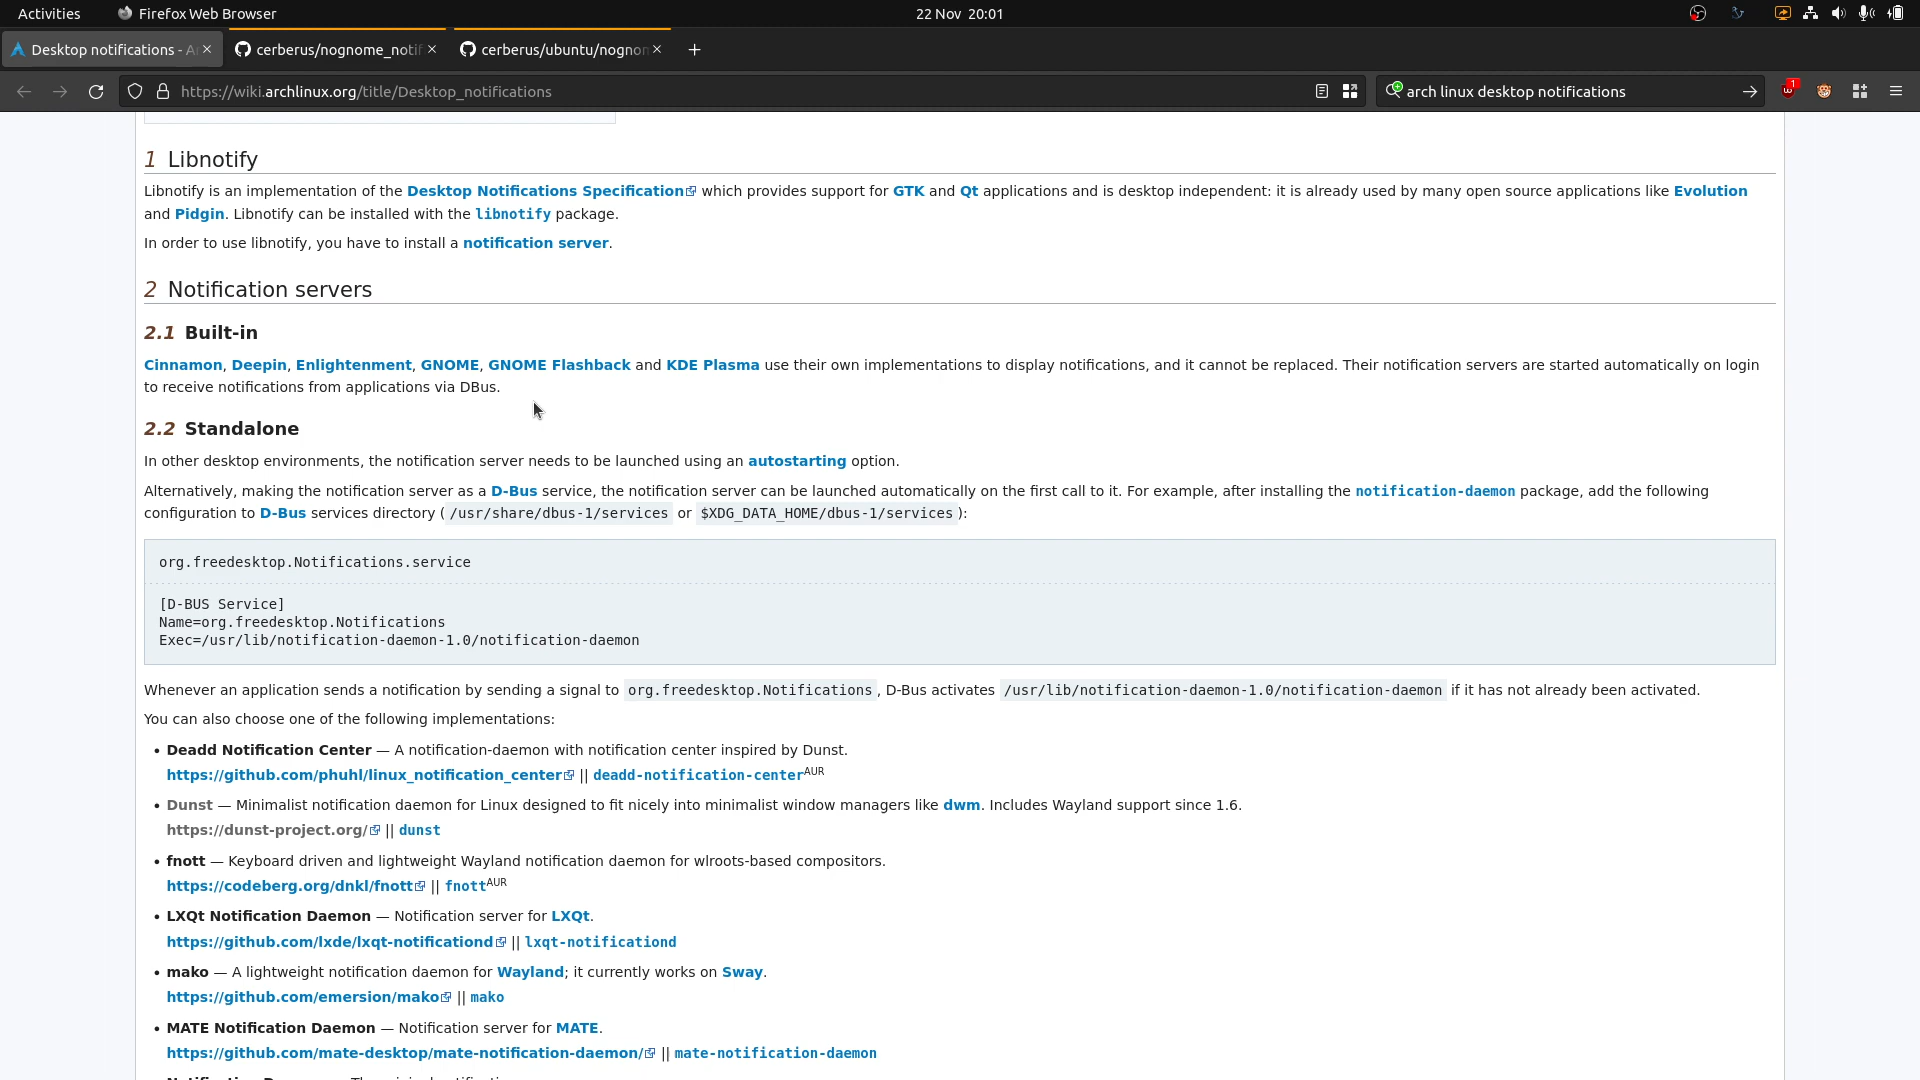 Activities Firefox Web Browser 22 Nov 20:01
Desktop notifications - A cerberus/nognome_notif cerberus/ubuntu/nogno
https://wiki.archlinux.org/title/Desktop_notifications arch linux desktop notifications 1
1 Libnotify
Libnotify is an implementation of the Desktop Notifications Specification which provides support for GTK and Qt applications and is desktop independent: it is already used by many open source applications like Evolution
and Pidgin. Libnotify can be installed with the libnotify package.
In order to use libnotify, you have to install a notification server.
2 Notification servers
2.1 Built-in
Cinnamon, Deepin, Enlightenment, GNOME, GNOME Flashback and KDE Plasma use their own implementations to display notifications, and it cannot be replaced. Their notification servers are started automatically on login
to receive notifications from applications via DBus.
2.2 Standalone
In other desktop environments, the notification server needs to be launched using an autostarting option.
Alternatively, making the notification server as a D-Bus service, the notification server can be launched automatically on the first call to it. For example, after installing the notification-daemon package, add the following
configuration to D-Bus services directory ( /usr/share/dbus-1/services or $XDG_DATA_HOME/dbus-1/services ):
org.freedesktop.Notifications.service
[D-BUS Service]
Name=org.freedesktop.Notifications
Exec=/usr/lib/notification-daemon-1.0/notification-daemon
Whenever an application sends a notification by sending a signal to org.freedesktop.Notifications , D-Bus activates /usr/lib/notification-daemon-1.0/notification-daemon if it has not already been activated.
You can also choose one of the following implementations:
• Deadd Notification Center — A notification-daemon with notification center inspired by Dunst.
https://github.com/phuhl/linux_notification_center || deadd-notification-centerAUR
• Dunst — Minimalist notification daemon for Linux designed to fit nicely into minimalist window managers like dwm. Includes Wayland support since 1.6.
https://dunst-project.org/ || dunst
• fnott — Keyboard driven and lightweight Wayland notification daemon for wlroots-based compositors.
https://codeberg.org/dnkl/fnott || fnottAUR
• LXQt Notification Daemon — Notification server for LXQt.
https://github.com/lxde/lxqt-notificationd || lxqt-notificationd
• mako — A lightweight notification daemon for Wayland; it currently works on Sway.
https://github.com/emersion/mako || mako
• MATE Notification Daemon — Notification server for MATE.
https://github.com/mate-desktop/mate-notification-daemon/ || mate-notification-daemon